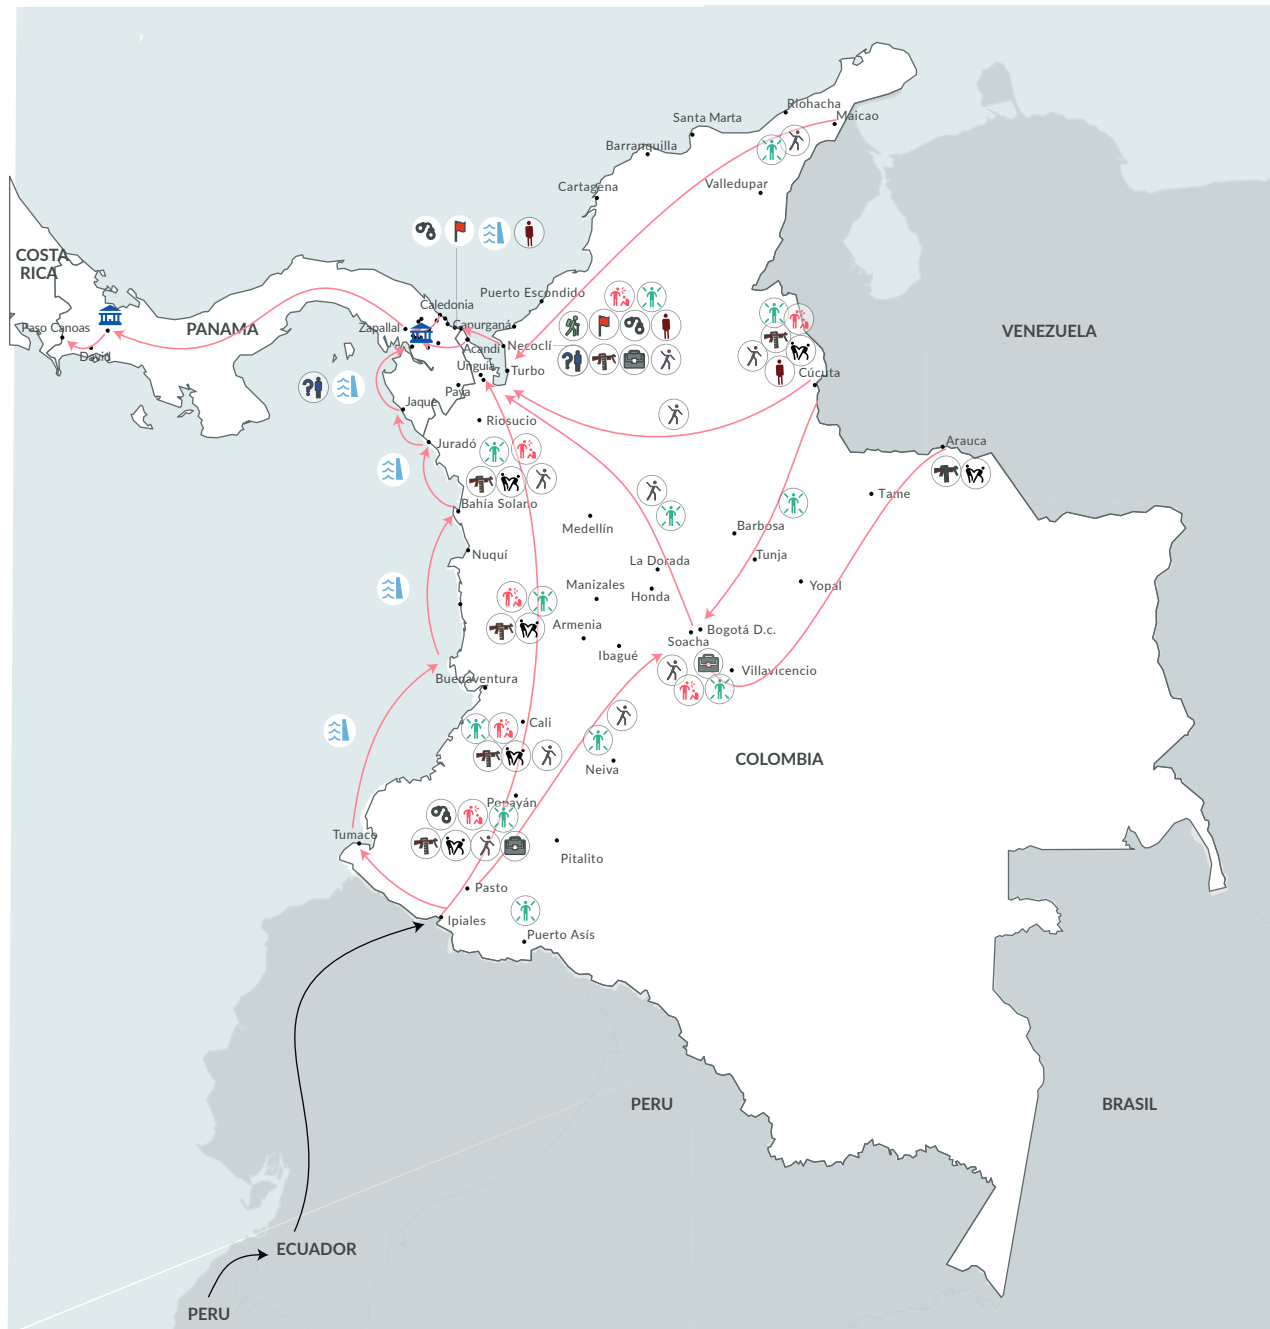 Riohacha
Maicao
Santa Marta
Barranquilla
Valledupar
Cartagena
COSTA
RICA
Puerto Escondido
Caledonia
Capurganá
Zapallal
Paso Canoas
PANAMA
VENEZUELA
David
Necoclí
Acandí
Unguía
Turbo
Cúcuta
Paya
Jaqué
Riosucio
Juradó
Arauca
Tame
Bahía Solano
Medellín
Barbosa
Nuquí
La Dorada
Tunja
Manizales
Honda
Yopal
Armenia
Bogotá D.c.
Soacha
Ibagué
Villavicencio
Buenaventura
Cali
Neiva
COLOMBIA
Popayán
Tumaco
Pitalito
Pasto
Ipiales
Puerto Asís
PERU
BRASIL
ECUADOR
PERU